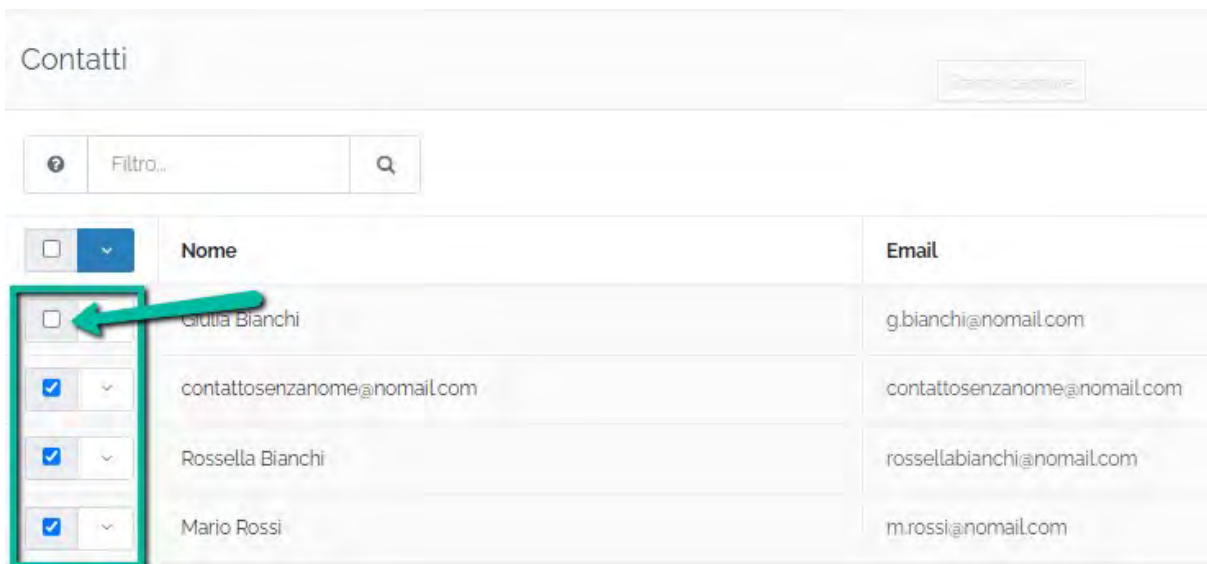 Contatti
Filtro...
Nome Email
Giulia Bianchi g.bianchi@nomail.com
contattosenzanome@nomail.com contattosenzanome@nomail.com
Rossella Bianchi rossellabianchi@nomail.com
Mario Rossi m.rossi@nomail.com